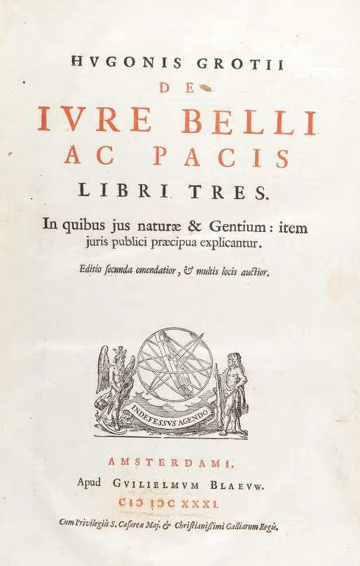 HVGONIS GROTII
DE
IVRE BELLI
AC PACIS
LIBRI TRES.
In quibus jus naturæ & Gentium: item
juris publici præcipua explicantur.
Editio secunda emendatior, & multis locis auctior.
INDEFESSVS AGENDO
AMSTERDAMI,
Apud GVILIELMVM BLAEVW.
CIↃ IↃC XXXI.
Cum Privilegiis S. Cæsareæ Maj. & Christianissimi Galliarum Regis.